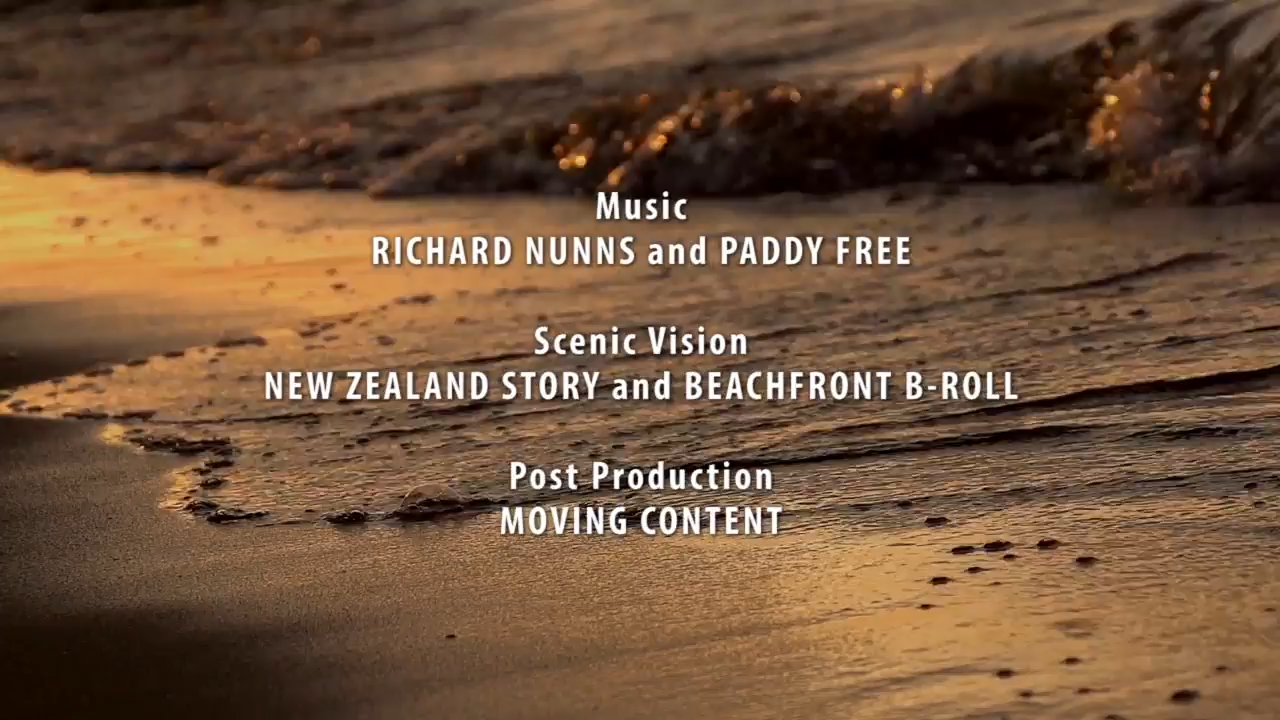 Music
RICHARD NUNNS and PADDY FREE
Scenic Vision
NEW ZEALAND STORY and BEACHFRONT B-ROLL
Post Production
MOVING CONTENT